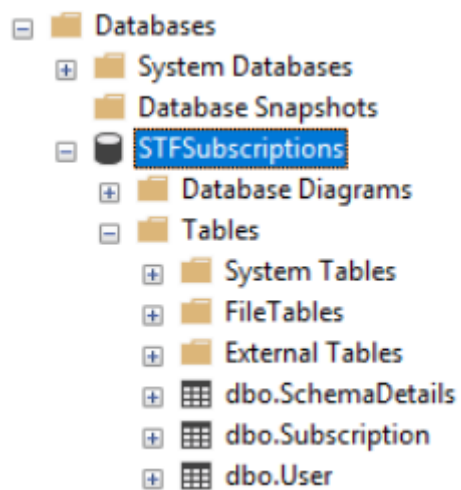 Databases
System Databases
Database Snapshots
STFSubscriptions
Database Diagrams
Tables
System Tables
FileTables
External Tables
dbo.SchemaDetails
dbo.Subscription
dbo.User